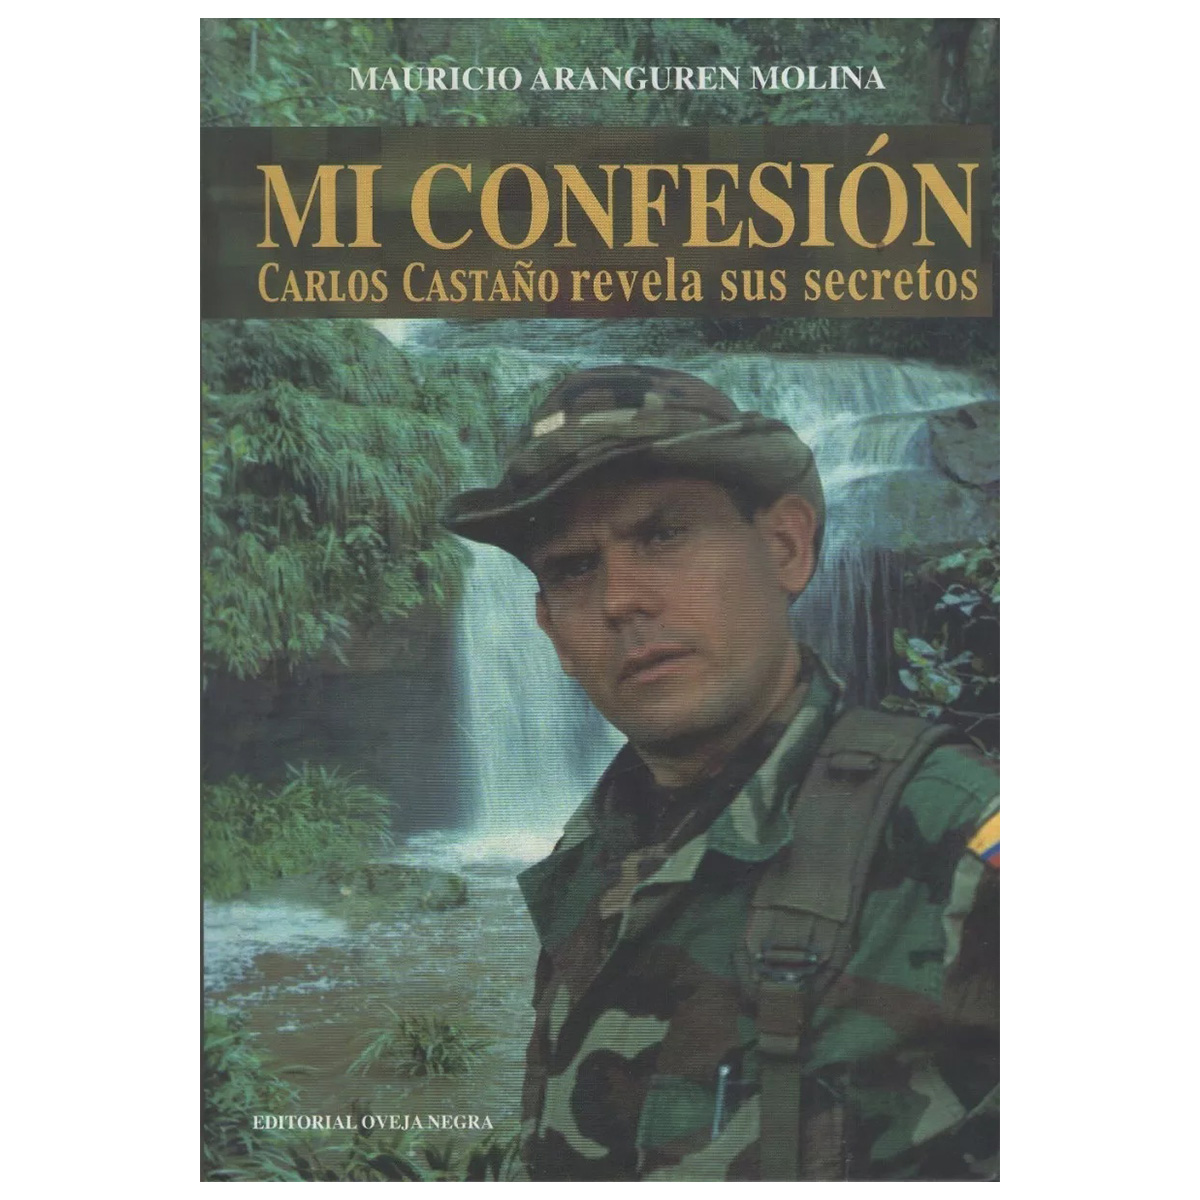 MAURICIO ARANGUREN MOLINA
MI CONFESIÓN
CARLOS CASTAÑO revela sus secretos
EDITORIAL OVEJA NEGRA